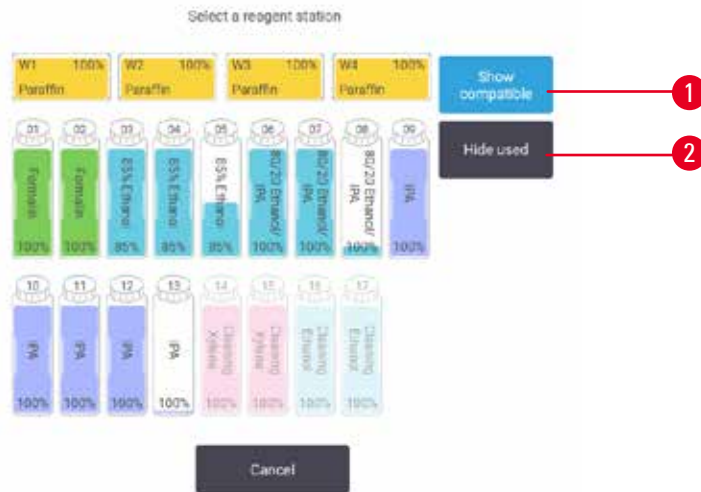 Select a reagent station
W1 100% W2 100% W3 100% W4 100%
Paraffin Paraffin Paraffin Paraffin
Show
compatible
1
01 02 03 04 05 06 07 08 09
Hide used
2
Formalin
Formalin
85% Ethanol
85% Ethanol
85% Ethanol
80/20 Ethanol/
IPA
80/20 Ethanol/
IPA
80/20 Ethanol/
IPA
IPA
100% 100% 85% 85% 85% 100% 100% 100% 100%
10 11 12 13 14 15 16 17
IPA
IPA
IPA
IPA
Cleaning
Xylene
Cleaning
Xylene
Cleaning
Ethanol
Cleaning
Ethanol
100% 100% 100% 100% 100% 100% 100% 100%
Cancel